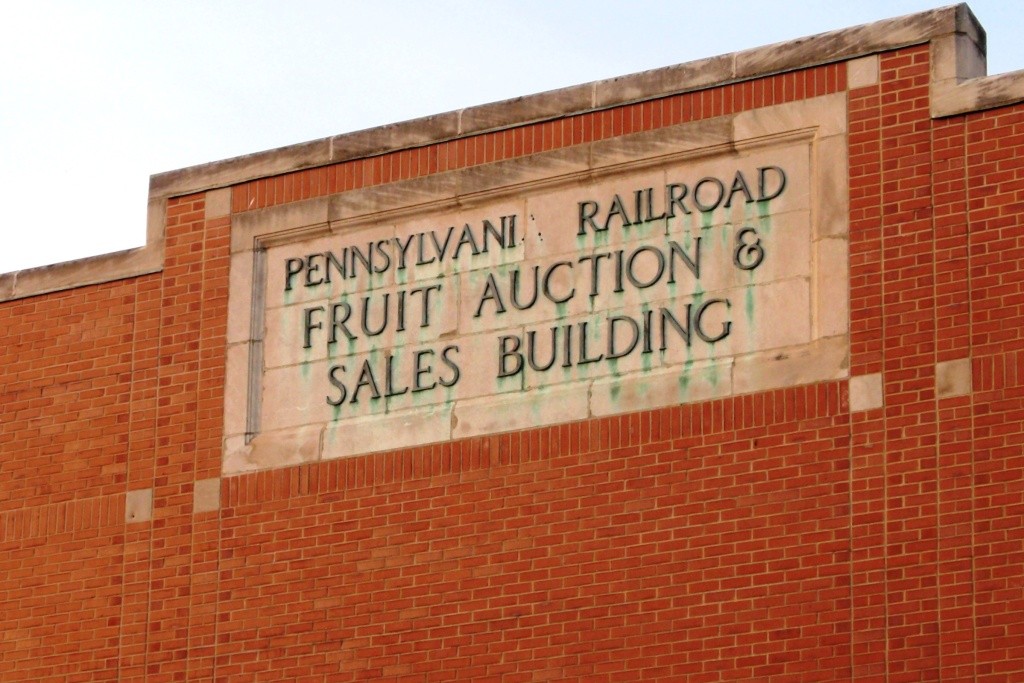 PENNSYLVANI RAILROAD
FRUIT AUCTION &
SALES BUILDING